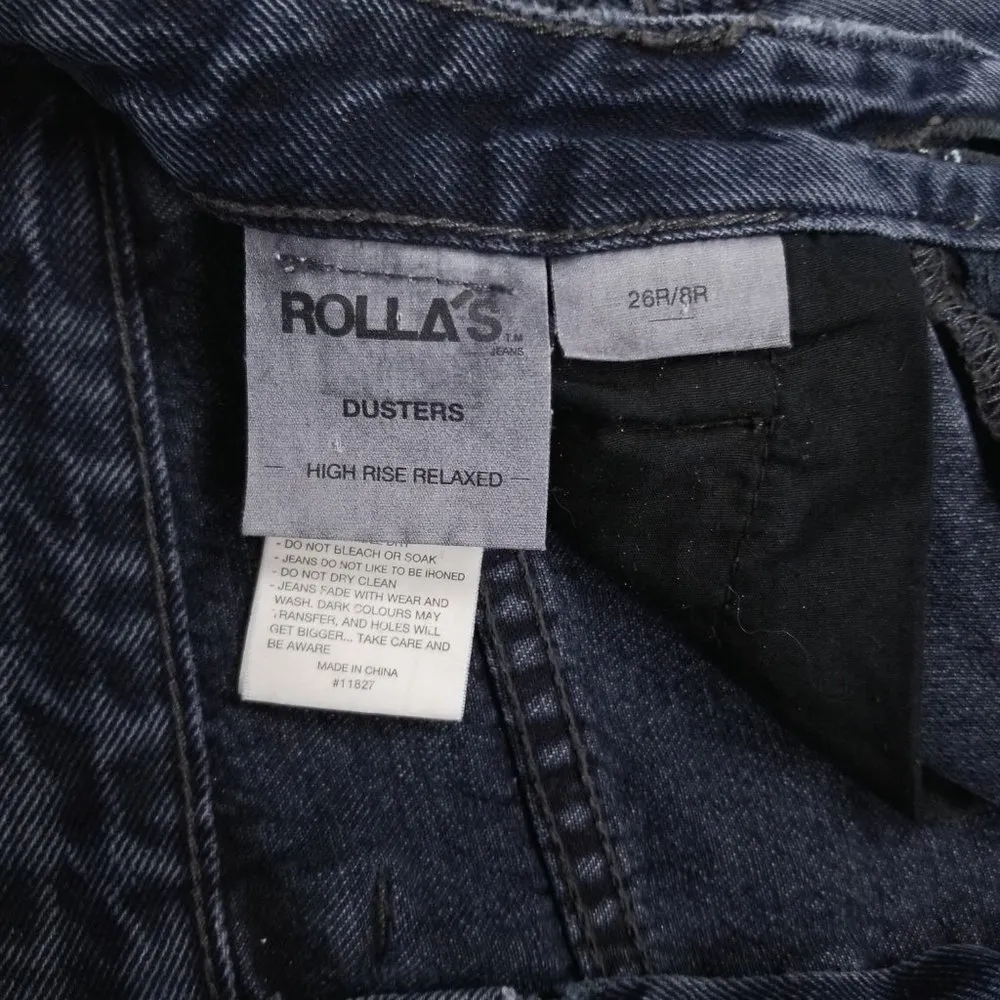 ROLLA'S
T.M
JEANS
26R/8R
DUSTERS
HIGH RISE RELAXED
- DO NOT BLEACH OR SOAK
- JEANS DO NOT LIKE TO BE IRONED
- DO NOT DRY CLEAN
- JEANS FADE WITH WEAR AND
WASH. DARK COLOURS MAY
TRANSFER, AND HOLES WILL
GET BIGGER... TAKE CARE AND
BE AWARE
MADE IN CHINA
#11827